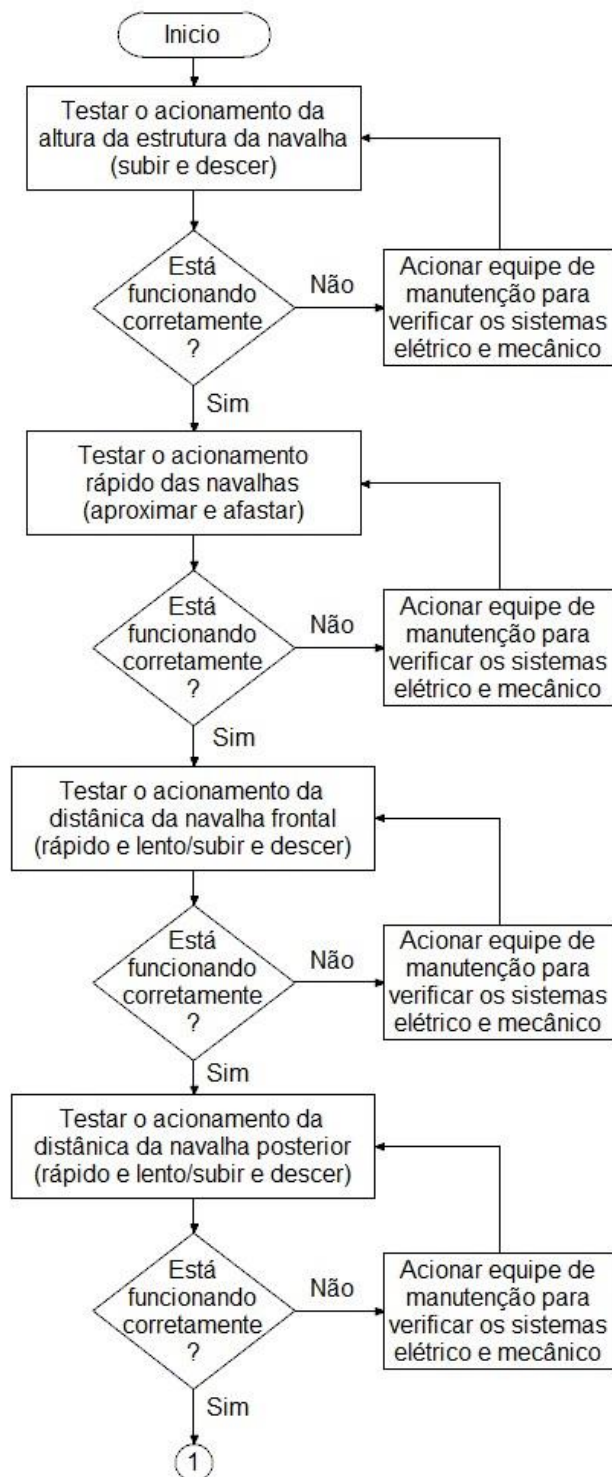 Inicio
Testar o acionamento da
altura da estrutura da navalha
(subir e descer)
Está
funcionando
corretamente
?
Não
Acionar equipe de
manutenção para
verificar os sistemas
elétrico e mecânico
Sim
Testar o acionamento
rápido das navalhas
(aproximar e afastar)
Está
funcionando
corretamente
?
Não
Acionar equipe de
manutenção para
verificar os sistemas
elétrico e mecânico
Sim
Testar o acionamento da
distânica da navalha frontal
(rápido e lento/subir e descer)
Está
funcionando
corretamente
?
Não
Acionar equipe de
manutenção para
verificar os sistemas
elétrico e mecânico
Sim
Testar o acionamento da
distânica da navalha posterior
(rápido e lento/subir e descer)
Está
funcionando
corretamente
?
Não
Acionar equipe de
manutenção para
verificar os sistemas
elétrico e mecânico
Sim
1